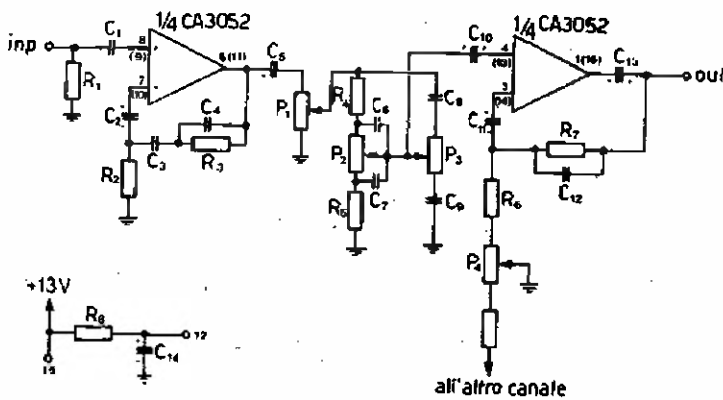 1/4 CA3052
1/4 CA3052
inp
C1
8
(9)
7
(10)
6(11)
C5
R1
C2
C4
C3
R3
R2
P1
R4
C6
P2
C7
R5
C8
P3
C9
C10
4
3
1(16)
C13
out
C11
R7
C12
R6
P4
+13V
R8
12
C14
all'altro canale